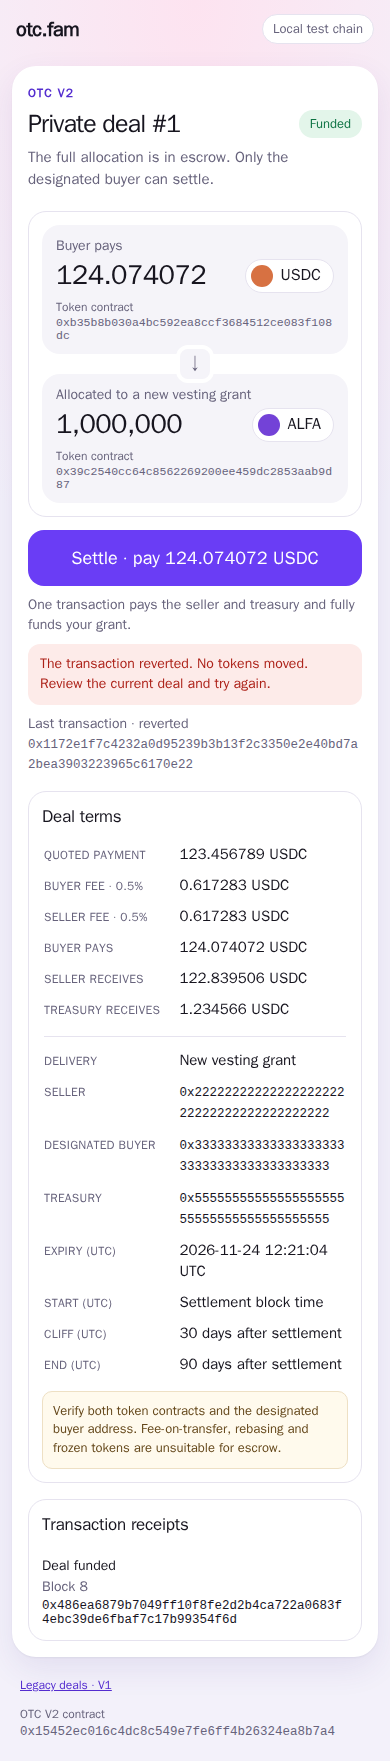 otc.fam
Local test chain
OTC V2
Private deal #1
Funded
The full allocation is in escrow. Only the
designated buyer can settle.
Buyer pays
124.074072
USDC
Token contract
0xb35b8b030a4bc592ea8ccf3684512ce083f108
dc
↓
Allocated to a new vesting grant
1,000,000
ALFA
Token contract
0x39c2540cc64c8562269200ee459dc2853aab9d
87
Settle · pay 124.074072 USDC
One transaction pays the seller and treasury and fully
funds your grant.
The transaction reverted. No tokens moved.
Review the current deal and try again.
Last transaction · reverted
0x1172e1f7c4232a0d95239b3b13f2c3350e2e40bd7a
2bea3903223965c6170e22
Deal terms
QUOTED PAYMENT 123.456789 USDC
BUYER FEE · 0.5% 0.617283 USDC
SELLER FEE · 0.5% 0.617283 USDC
BUYER PAYS 124.074072 USDC
SELLER RECEIVES 122.839506 USDC
TREASURY RECEIVES 1.234566 USDC
DELIVERY New vesting grant
SELLER 0x22222222222222222222
22222222222222222222
DESIGNATED BUYER 0x33333333333333333333
33333333333333333333
TREASURY 0x55555555555555555555
55555555555555555555
EXPIRY (UTC) 2026-11-24 12:21:04
UTC
START (UTC) Settlement block time
CLIFF (UTC) 30 days after settlement
END (UTC) 90 days after settlement
Verify both token contracts and the designated
buyer address. Fee-on-transfer, rebasing and
frozen tokens are unsuitable for escrow.
Transaction receipts
Deal funded
Block 8
0x486ea6879b7049ff10f8fe2d2b4ca722a0683f
4ebc39de6fbaf7c17b99354f6d
Legacy deals · V1
OTC V2 contract
0x15452ec016c4dc8c549e7fe6ff4b26324ea8b7a4